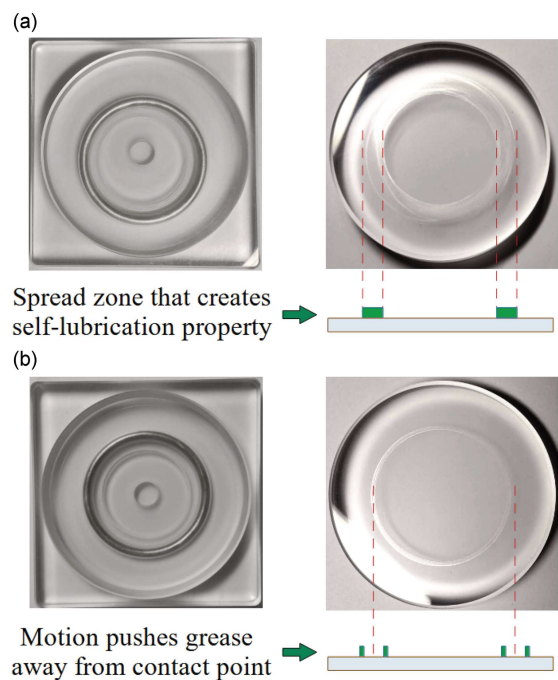 (a)
Spread zone that creates
self-lubrication property
(b)
Motion pushes grease
away from contact point